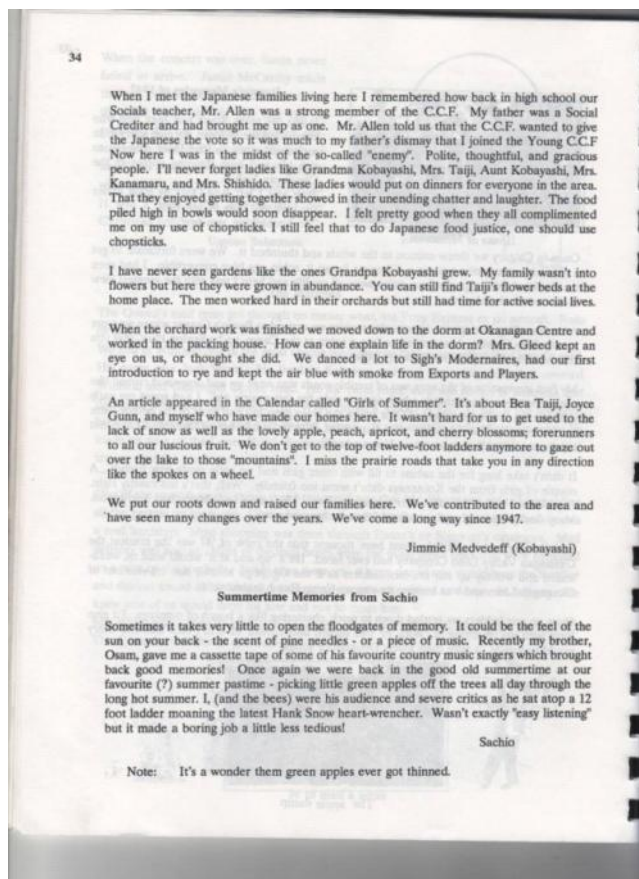 34
When I met the Japanese families living here I remembered how back in high school our
Socials teacher, Mr. Allen was a strong member of the C.C.F. My father was a Social
Crediter and had brought me up as one. Mr. Allen told us that the C.C.F. wanted to give
the Japanese the vote so it was much to my father's dismay that I joined the Young C.C.F
Now here I was in the midst of the so-called "enemy". Polite, thoughtful, and gracious
people. I'll never forget ladies like Grandma Kobayashi, Mrs. Taiji, Aunt Kobayashi, Mrs.
Kanamaru, and Mrs. Shishido. These ladies would put on dinners for everyone in the area.
That they enjoyed getting together showed in their unending chatter and laughter. The food
piled high in bowls would soon disappear. I felt pretty good when they all complimented
me on my use of chopsticks. I still feel that to do Japanese food justice, one should use
chopsticks.
I have never seen gardens like the ones Grandpa Kobayashi grew. My family wasn't into
flowers but here they were grown in abundance. You can still find Taiji's flower beds at the
home place. The men worked hard in their orchards but still had time for active social lives.
When the orchard work was finished we moved down to the dorm at Okanagan Centre and
worked in the packing house. How can one explain life in the dorm? Mrs. Gleed kept an
eye on us, or thought she did. We danced a lot to Sigh's Modernaires, had our first
introduction to rye and kept the air blue with smoke from Exports and Players.
An article appeared in the Calendar called "Girls of Summer". It's about Bea Taiji, Joyce
Gunn, and myself who have made our homes here. It wasn't hard for us to get used to the
lack of snow as well as the lovely apple, peach, apricot, and cherry blossoms; forerunners
to all our luscious fruit. We don't get to the top of twelve-foot ladders anymore to gaze out
over the lake to those "mountains". I miss the prairie roads that take you in any direction
like the spokes on a wheel.
We put our roots down and raised our families here. We've contributed to the area and
have seen many changes over the years. We've come a long way since 1947.
Jimmie Medvedeff (Kobayashi)
Summertime Memories from Sachio
Sometimes it takes very little to open the floodgates of memory. It could be the feel of the
sun on your back - the scent of pine needles - or a piece of music. Recently my brother,
Osam, gave me a cassette tape of some of his favourite country music singers which brought
back good memories! Once again we were back in the good old summertime at our
favourite (?) summer pastime - picking little green apples off the trees all day through the
long hot summer. I, (and the bees) were his audience and severe critics as he sat atop a 12
foot ladder moaning the latest Hank Snow heart-wrencher. Wasn't exactly "easy listening"
but it made a boring job a little less tedious!
Sachio
Note: It's a wonder them green apples ever got thinned.